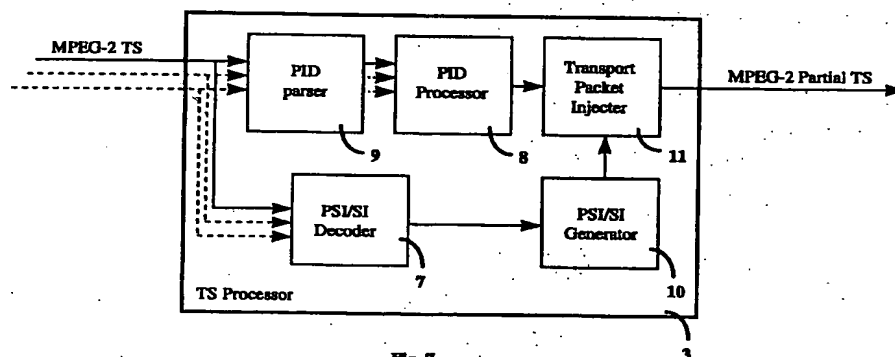 MPEG-2 TS
PID
parser
9
PID
Processor
8
Transport
Packet
Injecter
11
MPEG-2 Partial TS
PSI/SI
Decoder
7
PSI/SI
Generator
10
TS Processor
3